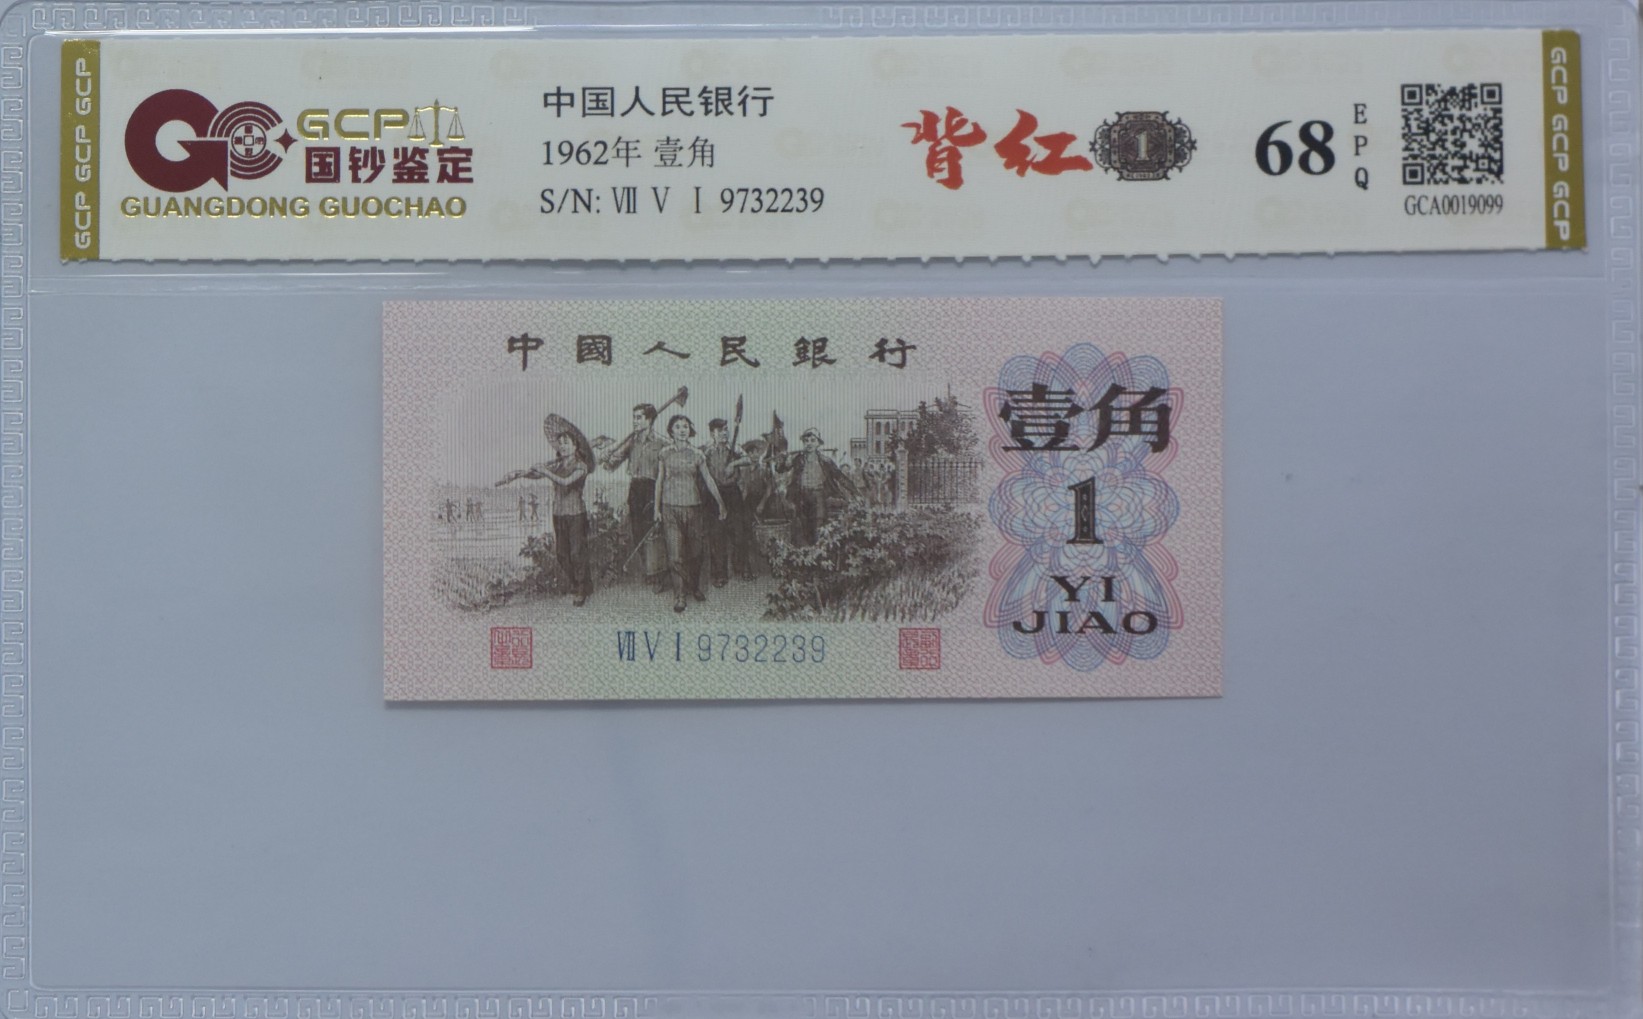 GCP GCP GCP
GCP
国钞鉴定
GUANGDONG GUOCHAO
中国人民银行
1962年 壹角
S/N: Ⅶ Ⅴ Ⅰ 9732239
背红
1
68
EPQ
GCA0019099
GCP GCP GCP
中國人民銀行
壹角
1
YI
JIAO
Ⅶ Ⅴ Ⅰ 9732239